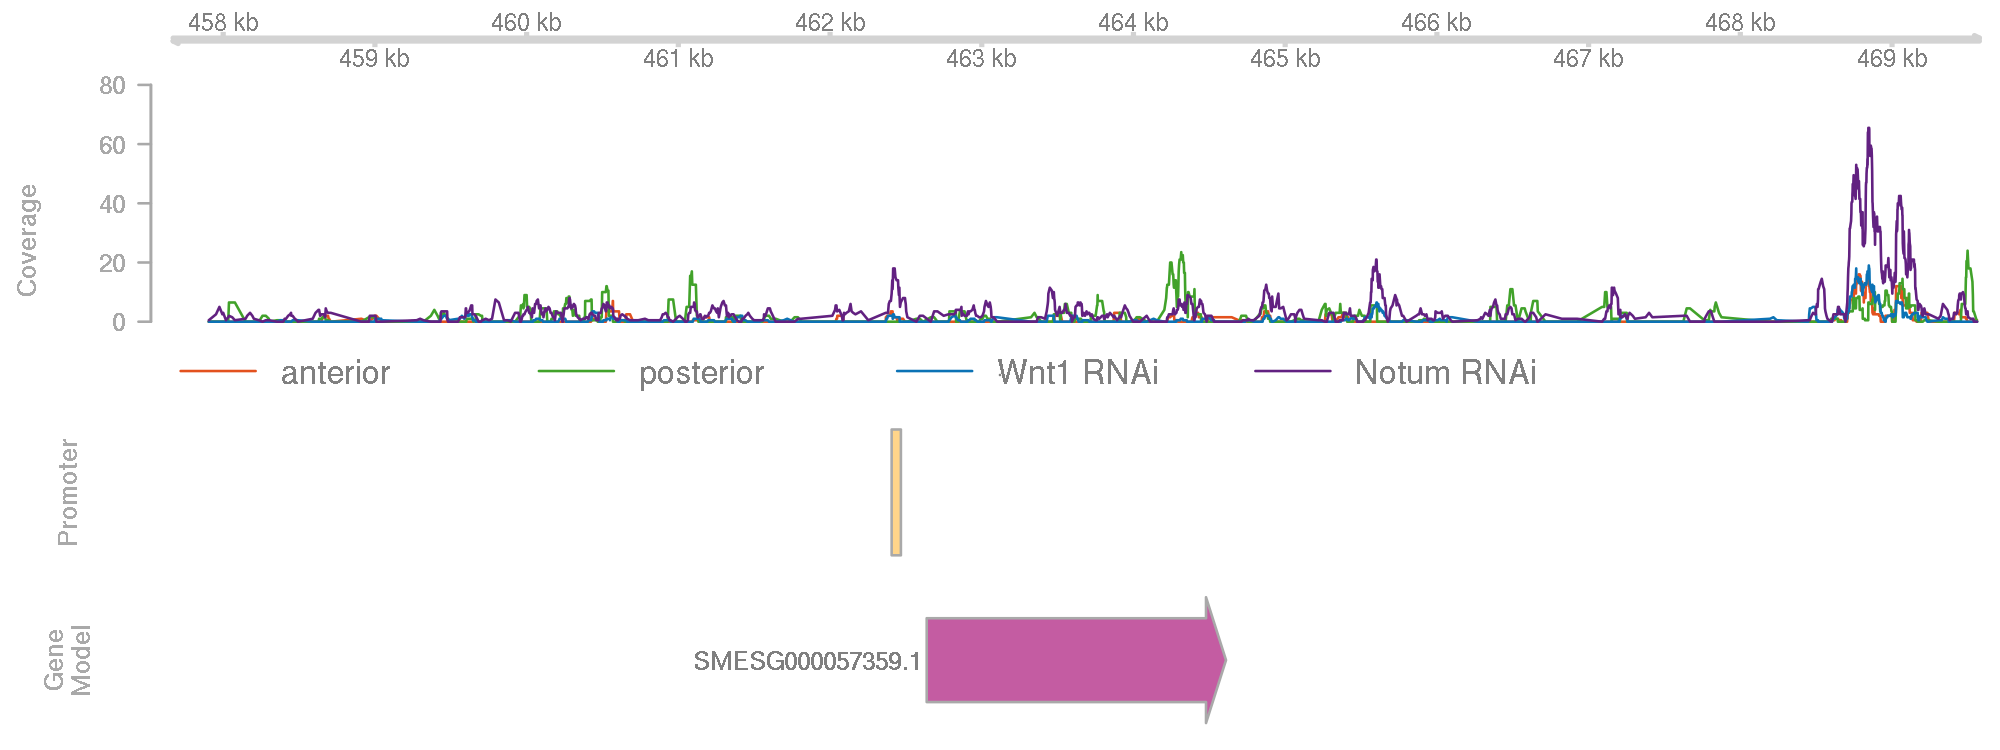 458 kb 460 kb 462 kb 464 kb 466 kb 468 kb
459 kb 461 kb 463 kb 465 kb 467 kb 469 kb
80
60
40
20
0
Coverage
anterior posterior Wnt1 RNAi Notum RNAi
Promoter
Gene
Model
SMESG000057359.1